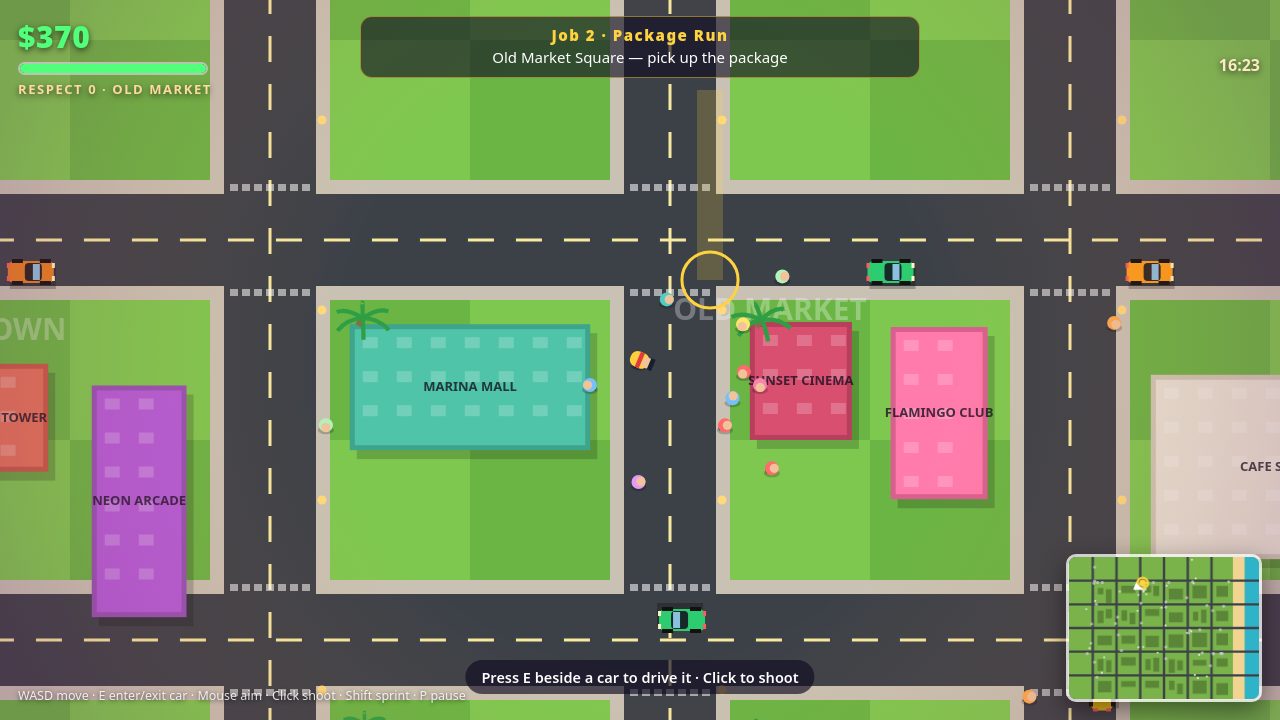 $370
RESPECT 0 · OLD MARKET
Job 2 · Package Run
Old Market Square — pick up the package
16:23
OLD MARKET
OWN
MARINA MALL
SUNSET CINEMA
FLAMINGO CLUB
TOWER
NEON ARCADE
CAFE S
Press E beside a car to drive it · Click to shoot
WASD move · E enter/exit car · Mouse aim · Click shoot · Shift sprint · P pause